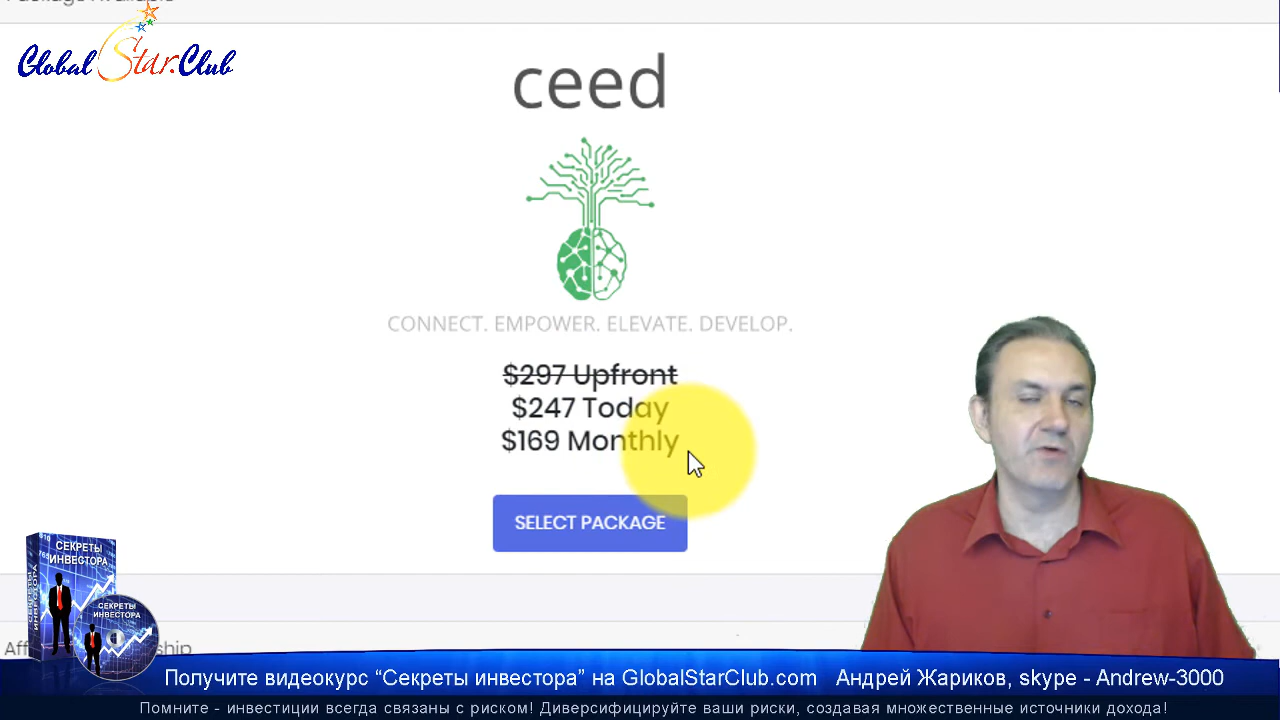 Global Star.Club
ceed
CONNECT. EMPOWER. ELEVATE. DEVELOP.
$297 Upfront
$247 Today
$169 Monthly
SELECT PACKAGE
СЕКРЕТЫ
ИНВЕСТОРА
СЕКРЕТЫ
ИНВЕСТОРА
Получите видеокурс “Секреты инвестора” на GlobalStarClub.com Андрей Жариков, skype - Andrew-3000
Помните - инвестиции всегда связаны с риском! Диверсифицируйте ваши риски, создавая множественные источники дохода!